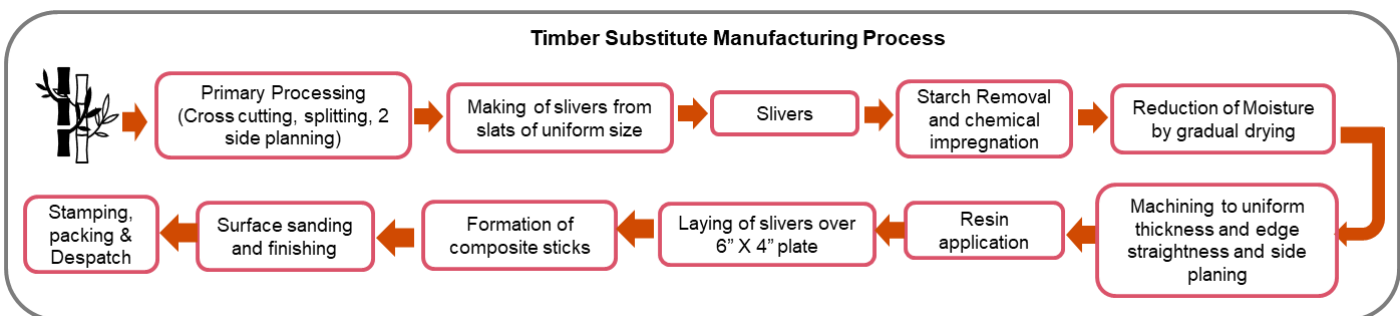 Timber Substitute Manufacturing Process
Primary Processing
(Cross cutting, splitting, 2
side planning)
Making of slivers from
slats of uniform size
Slivers
Starch Removal
and chemical
impregnation
Reduction of Moisture
by gradual drying
Machining to uniform
thickness and edge
straightness and side
planing
Resin
application
Laying of slivers over
6” X 4” plate
Formation of
composite sticks
Surface sanding
and finishing
Stamping,
packing &
Despatch